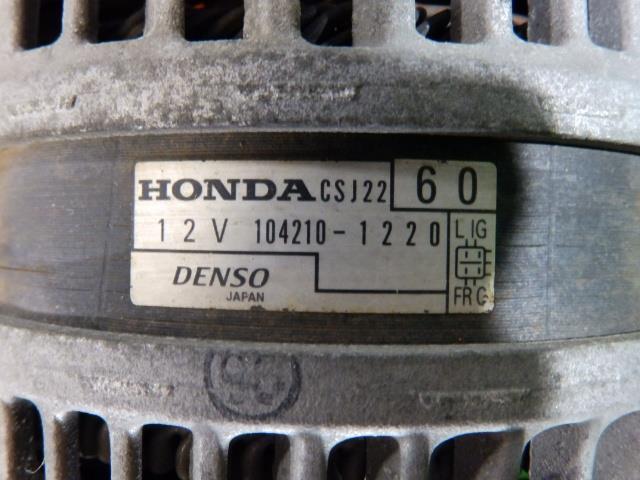 HONDA CSJ22 60
12V 104210-1220 L IG
DENSO
JAPAN FR C